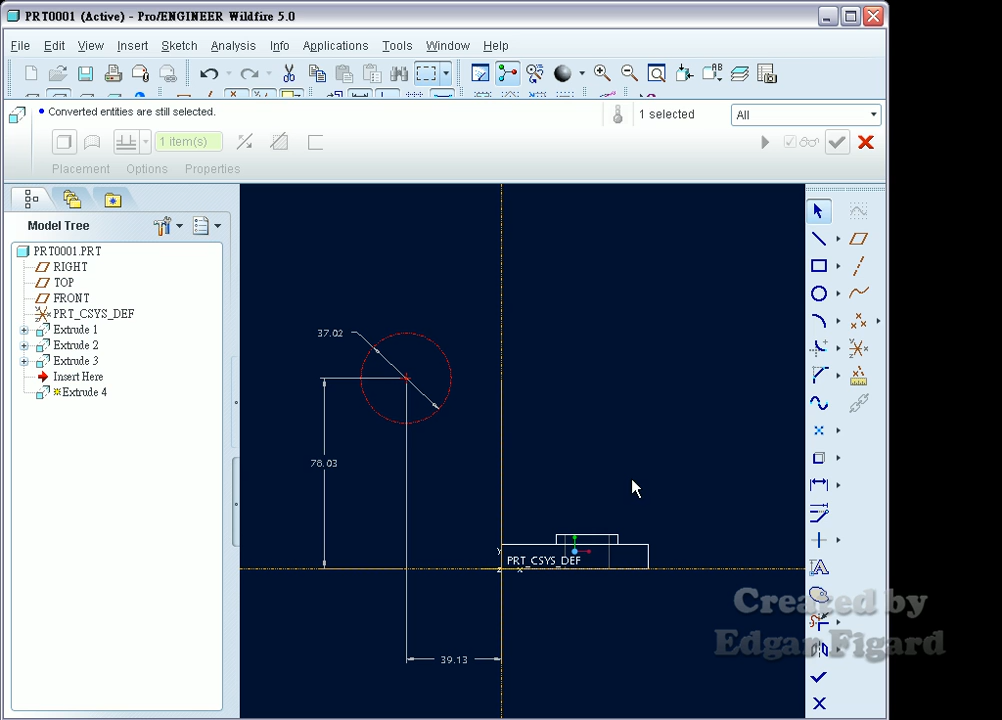 PRT0001 (Active) - Pro/ENGINEER Wildfire 5.0
File Edit View Insert Sketch Analysis Info Applications Tools Window Help
Converted entities are still selected.
1 selected
All
1 item(s)
Placement Options Properties
Model Tree
PRT0001.PRT
RIGHT
TOP
FRONT
PRT_CSYS_DEF
Extrude 1
Extrude 2
Extrude 3
Insert Here
Extrude 4
37.02
78.03
Y
PRT_CSYS_DEF
Z
X
39.13
Created by
Edgar Figard